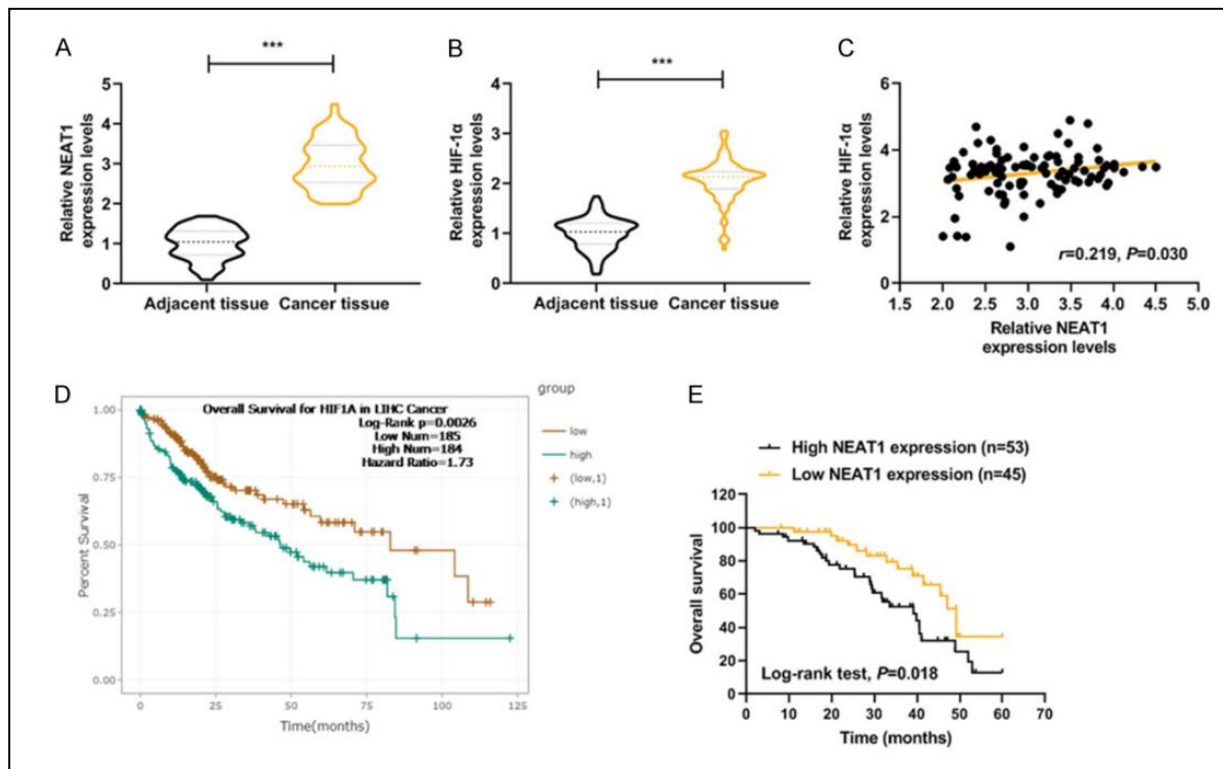 A
***
Relative NEAT1
expression levels
5
4
3
2
1
0
Adjacent tissue
Cancer tissue
B
***
Relative HIF-1α
expression levels
4
3
2
1
0
Adjacent tissue
Cancer tissue
C
Relative HIF-1α
expression levels
6
4
2
0
r=0.219, P=0.030
1.5 2.0 2.5 3.0 3.5 4.0 4.5 5.0
Relative NEAT1
expression levels
D
group
Overall Survival for HIF1A in LIHC Cancer
Log-Rank p=0.0026
Low Num=185
High Num=184
Hazard Ratio=1.73
low
high
(low,1)
(high,1)
Percent Survival
1.00
0.75
0.50
0.25
0.00
0 25 50 75 100 125
Time(months)
E
High NEAT1 expression (n=53)
Low NEAT1 expression (n=45)
Overall survival
120
100
80
60
40
20
0
Log-rank test, P=0.018
0 10 20 30 40 50 60 70
Time (months)